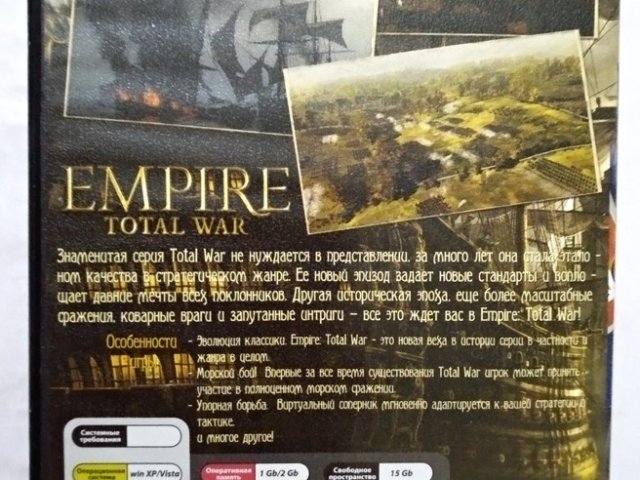 EMPIRE
TOTAL WAR
Знаменитая серия Total War не нуждается в представлении, за много лет она стала этало-
ном качества в стратегическом жанре. Ее новый эпизод задает новые стандарты и вопло-
щает давние мечты всех поклонников. Другая историческая эпоха, еще более масштабные
сражения, коварные враги и запутанные интриги – все это ждет вас в Empire: Total War!
Особенности
игры:
- Эволюция классики. Empire: Total War - это новая веха в истории серии в частности и
жанра в целом.
- Морской бой! Впервые за все время существования Total War игрок может принять
участие в полноценном морском сражении.
- Упорная борьба. Виртуальный соперник мгновенно адаптируется к вашей стратегии и
тактике.
и многое другое!
Системные
требования
Операционная
система
win XP/Vista
Оперативная
память
1 Gb/2 Gb
Свободное
пространство
15 Gb